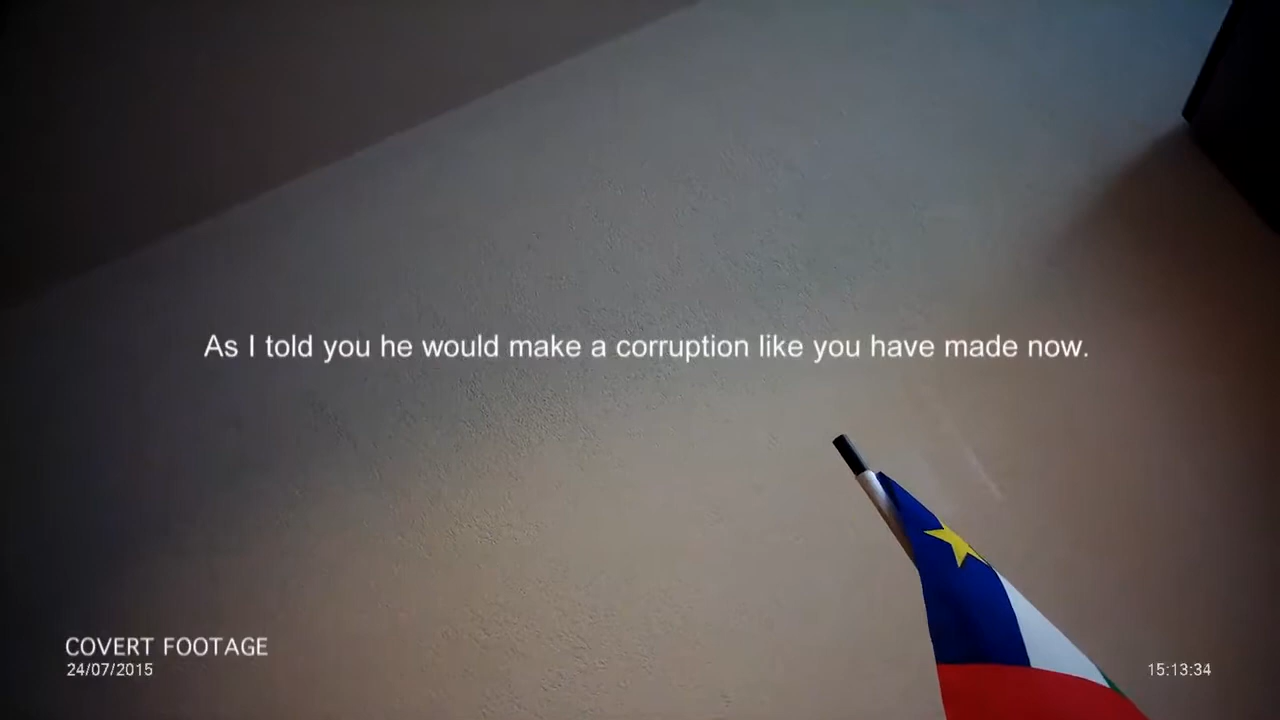 As I told you he would make a corruption like you have made now.
COVERT FOOTAGE
24/07/2015
15:13:34